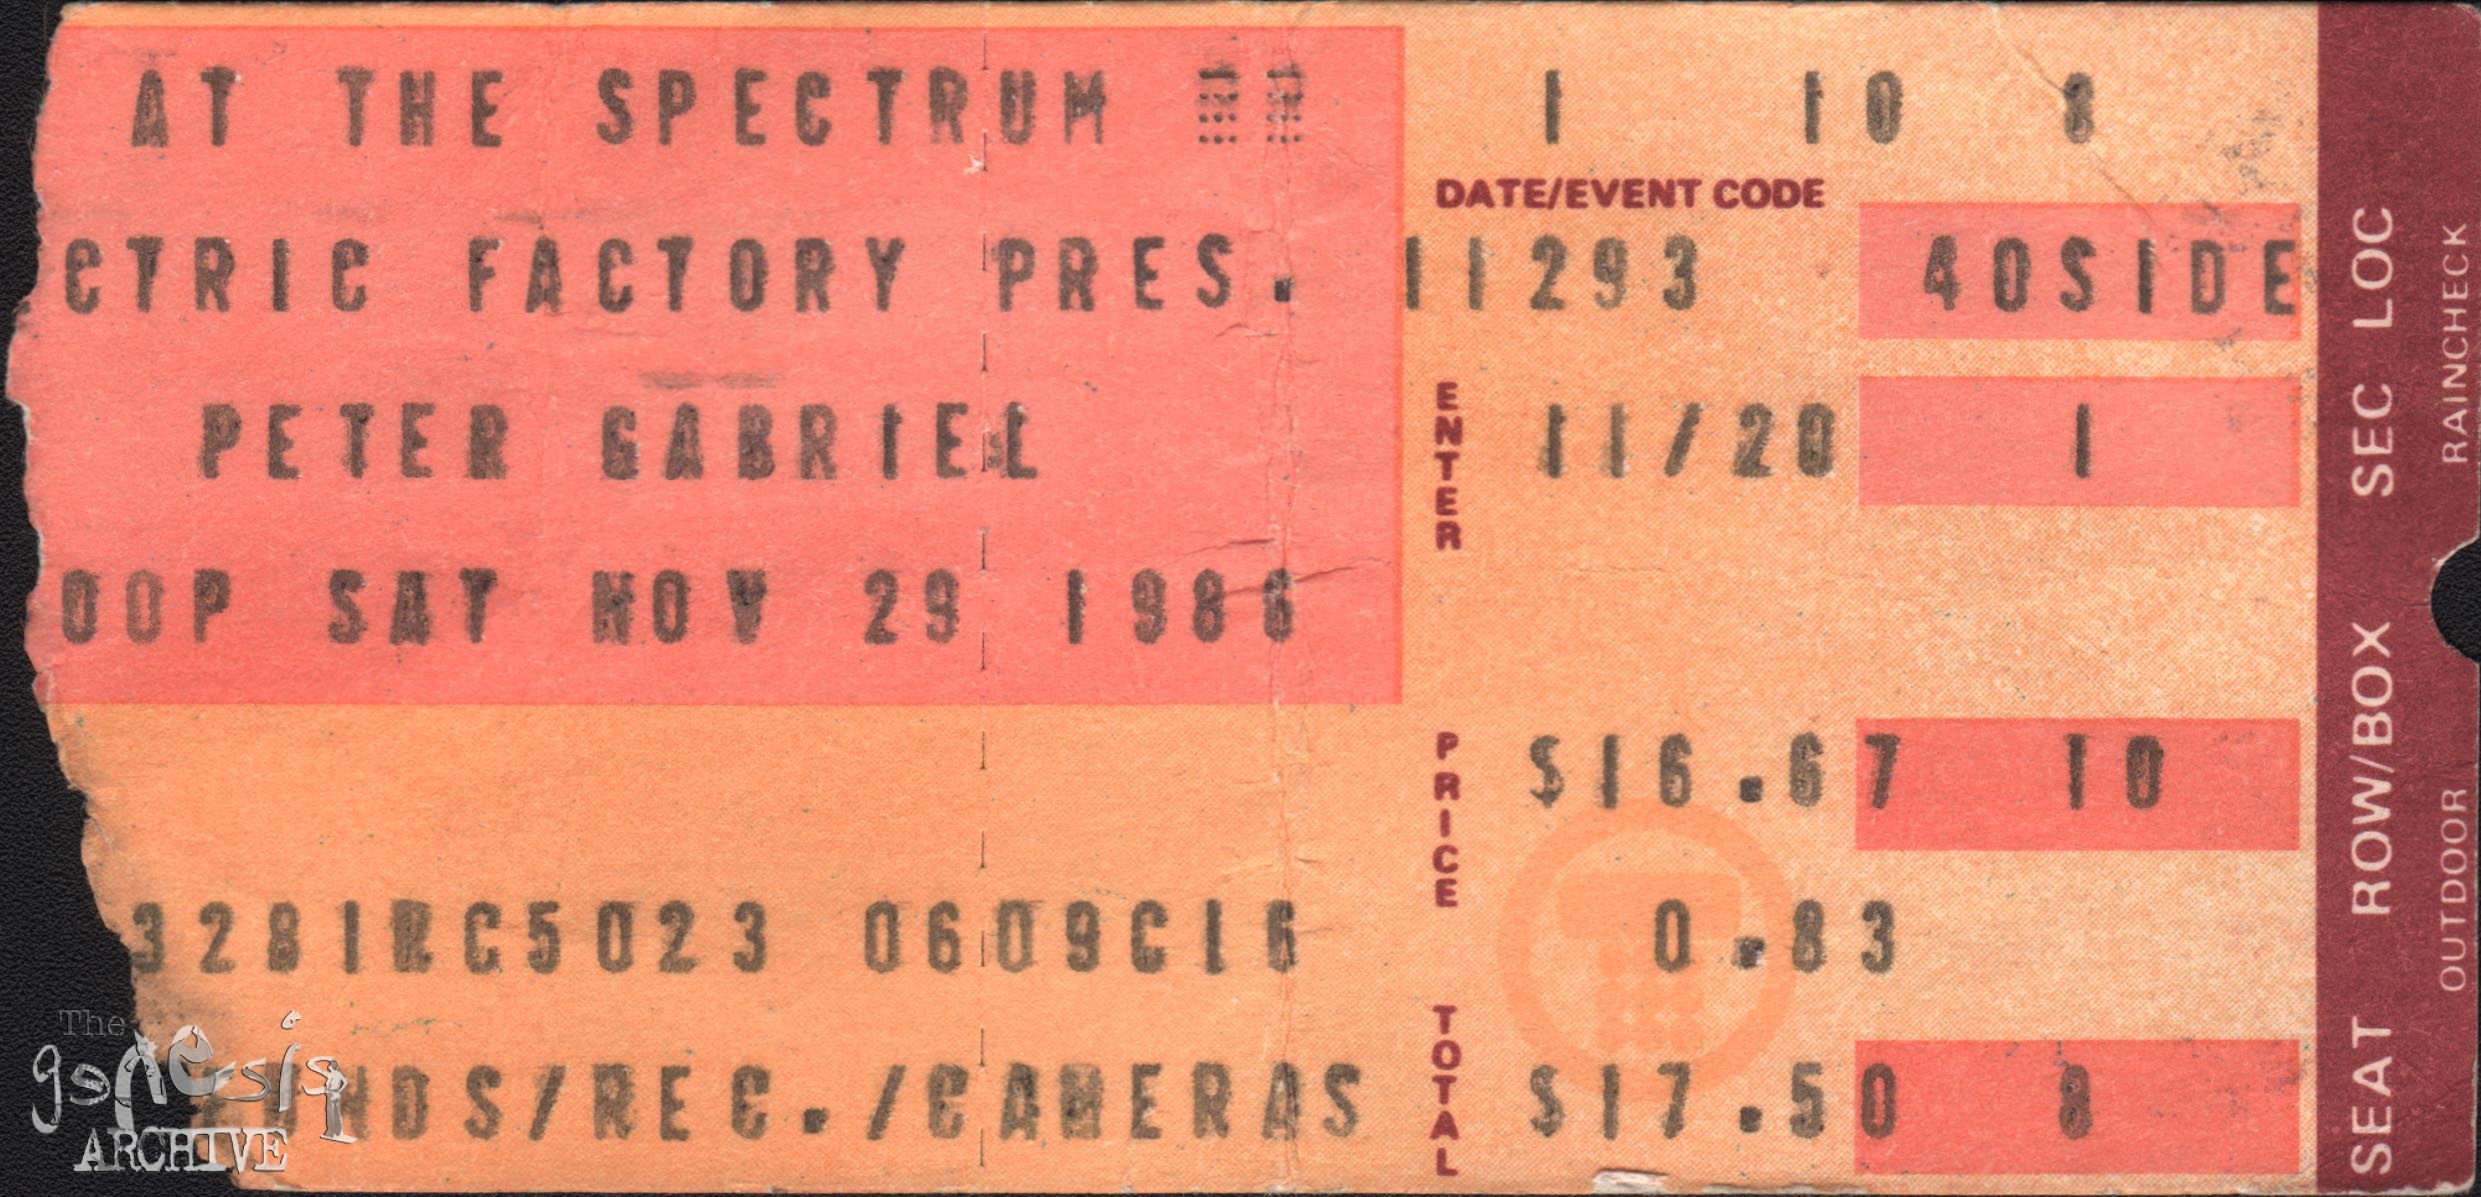 AT THE SPECTRUM
1 10 8
DATE/EVENT CODE
CTRIC FACTORY PRES.
11293 40SIDE
PETER GABRIEL
ENTER 11/20 1
00P SAT NOV 29 1986
PRICE $16.67 10
3281RC5023 0609C16
0.83
UNDS/REC./CAMERAS
TOTAL $17.50 8
SEAT ROW/BOX SEC LOC
OUTDOOR RAINCHECK
The
genesis
ARCHIVE